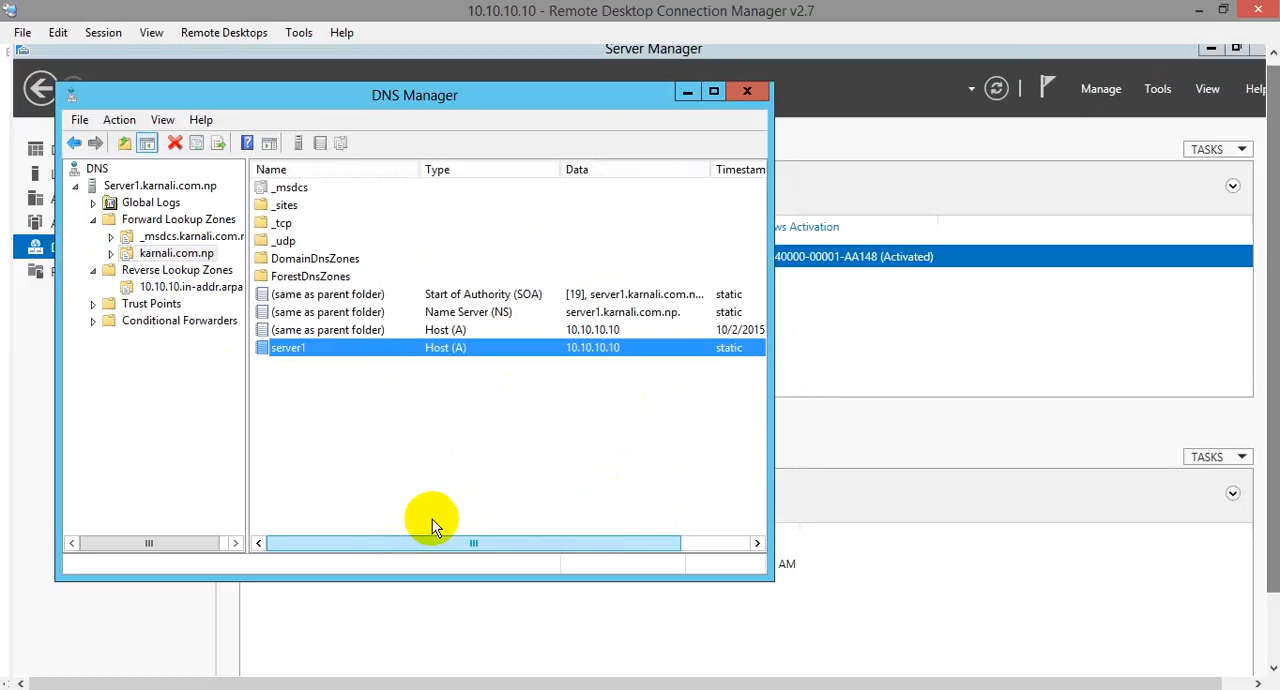 10.10.10.10 - Remote Desktop Connection Manager v2.7
File Edit Session View Remote Desktops Tools Help
Server Manager
Manage Tools View Help
DNS Manager
File Action View Help
TASKS
DNS
Server1.karnali.com.np
Global Logs
Forward Lookup Zones
_msdcs.karnali.com.n
karnali.com.np
Reverse Lookup Zones
10.10.10.in-addr.arpa
Trust Points
Conditional Forwarders
Name Type Data Timestam
_msdcs
_sites
_tcp
_udp
DomainDnsZones
ForestDnsZones
(same as parent folder) Start of Authority (SOA) [19], server1.karnali.com.n... static
(same as parent folder) Name Server (NS) server1.karnali.com.np. static
(same as parent folder) Host (A) 10.10.10.10 10/2/2015
server1 Host (A) 10.10.10.10 static
ws Activation
40000-00001-AA148 (Activated)
TASKS
AM